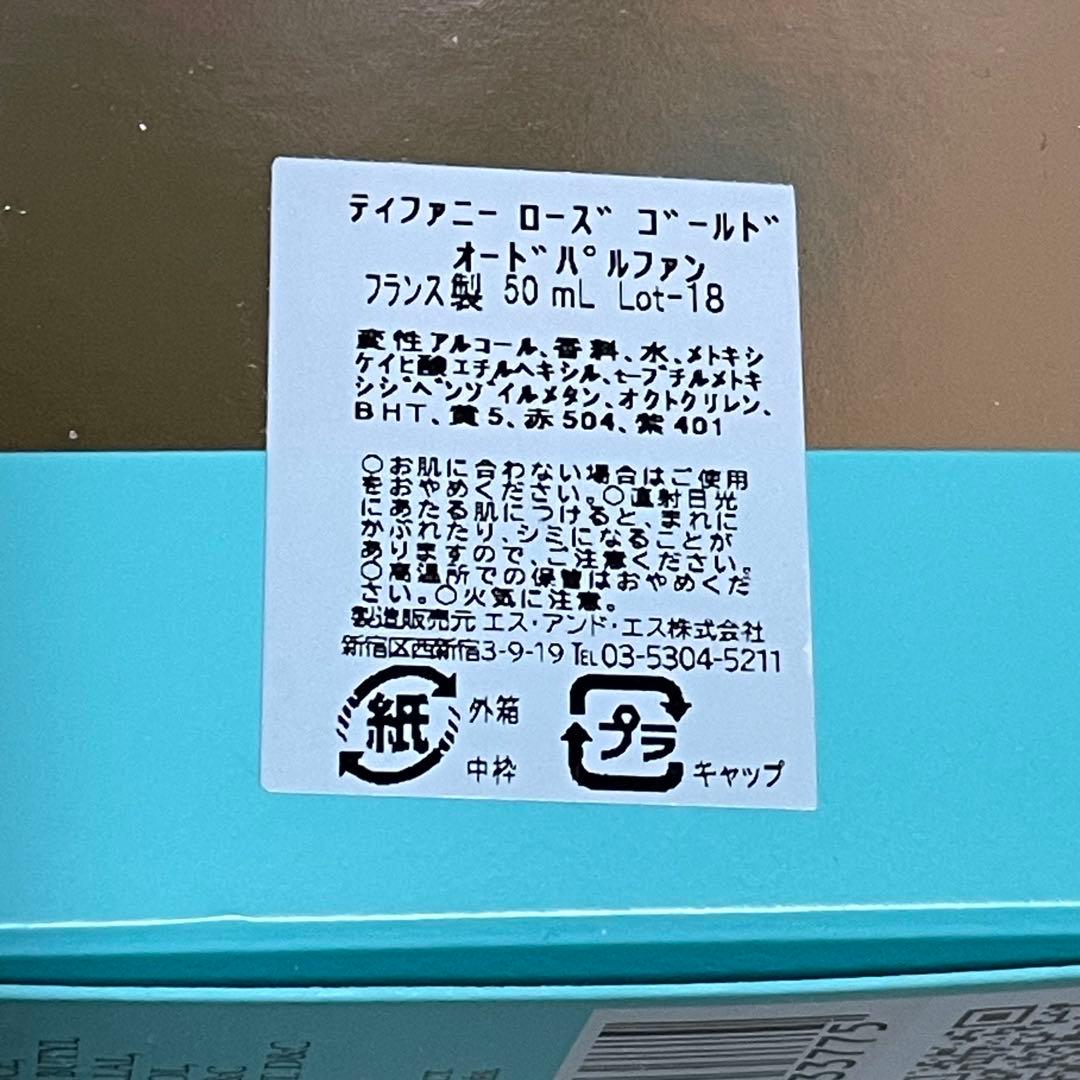 ティファニー ローズ ゴールド
オードパルファン
フランス製 50 mL Lot-18
変性アルコール、香料、水、メトキシ
ケイヒ酸エチルヘキシル、t-ブチルメトキ
シジベンゾイルメタン、オクトクリレン、
BHT、黄5、赤504、紫401
○お肌に合わない場合はご使用
をおやめください。○直射日光
にあたる肌につけると、まれに
かぶれたり、シミになることが
ありますので、ご注意ください。
○高温所での保管はおやめくだ
さい。○火気に注意。
製造販売元 エス・アンド・エス株式会社
新宿区西新宿3-9-19 TEL 03-5304-5211
紙 外箱
中枠
プラ キャップ
33775